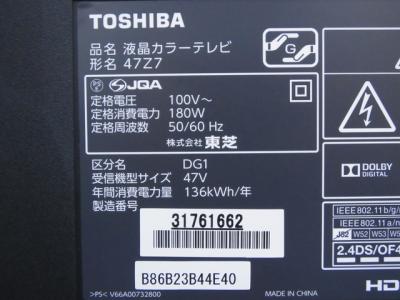 TOSHIBA
品名 液晶カラーテレビ
形名 47Z7
G
JQA
定格電圧 100V～
定格消費電力 180W
定格周波数 50/60 Hz
株式会社 東芝
区分名 DG1
受信機型サイズ 47V
年間消費電力量 136kWh/年
製造番号
31761662
B86B23B44E40
>PS< V66A00732800
MADE IN CHINA
DOLBY
DIGITAL
IEEE802.11b/g/
IEEE802.11a/n
J52 W52 W53 W5
2.4DS/OF4
HD